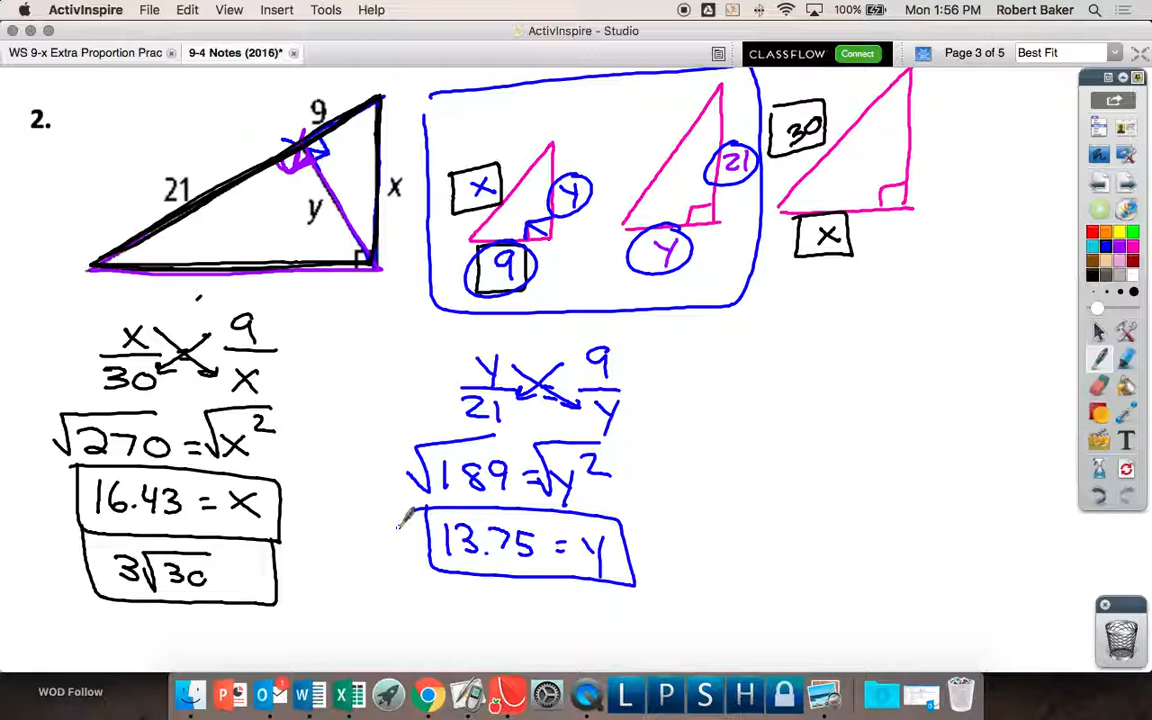 ActivInspire File Edit View Insert Tools Help 100% Mon 1:56 PM Robert Baker
ActivInspire - Studio
WS 9-x Extra Proportion Prac 9-4 Notes (2016)* CLASSFLOW Connect Page 3 of 5 Best Fit
2.
9
21
y
x
x
y
9
21
y
30
x
x/30 9/x
√270 = √x²
16.43 = x
3√30
y/21 9/y
√189 = √y²
13.75 = y
T
WOD Follow
L P S H